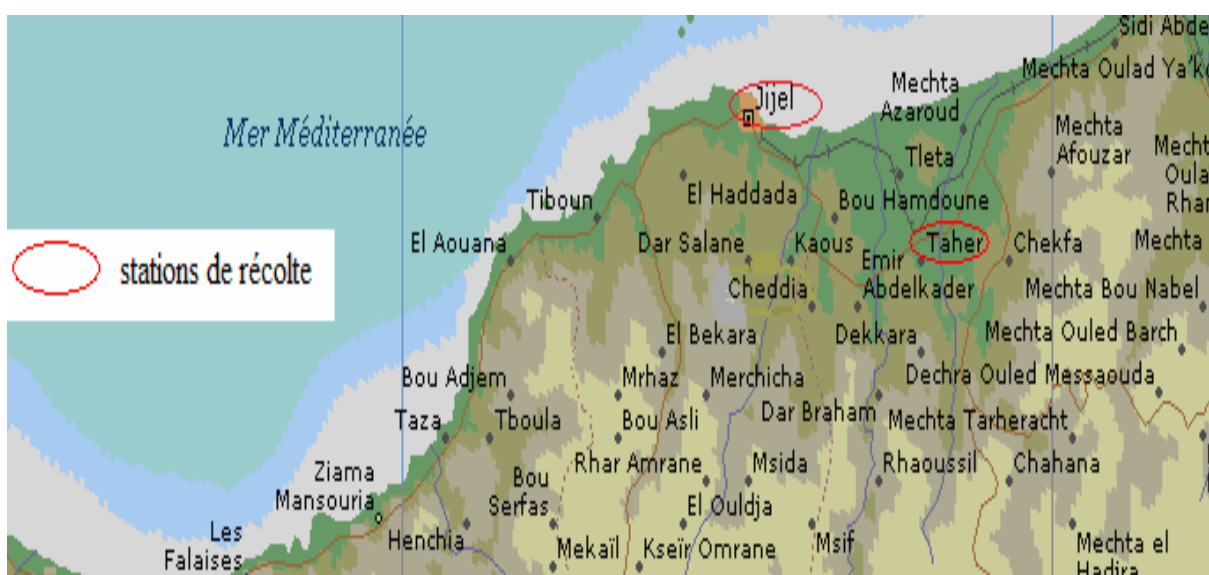 Sidi Abde
Mechta Oulad Ya'k
Jijel
Mechta
Azaroud
Mer Méditerranée
Mechta
Afouzar
Mecht
Oula
Rhar
Tleta
El Haddada
Bou Hamdoune
Tiboun
El Aouana
Dar Salane
Kaous
Emir
Abdelkader
Taher
Chekfa
Mechta
stations de récolte
Cheddia
Mechta Bou Nabel
El Bekara
Dekkara
Mechta Ouled Barch
Bou Adjem
Mrhaz
Merchicha
Dechra Ouled Messaouda
Taza
Tboula
Bou Asli
Dar Braham
Mechta Tarheracht
Ziama
Mansouria
Bou
Serfas
Rhar Amrane
Msida
Rhaoussil
Chahana
El Ouldja
Les
Falaises
Henchia
Mekaïl
Kseïr Omrane
Msif
Mechta el
Hadira